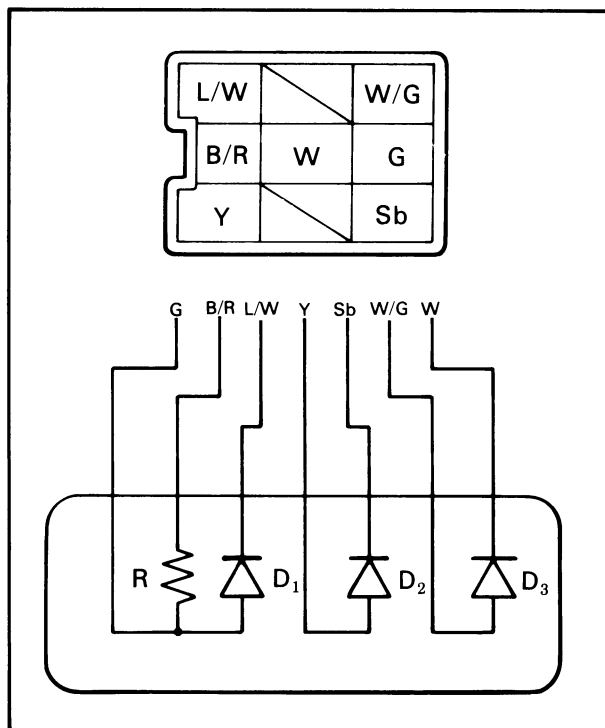 L/W W/G
B/R W G
Y Sb
G B/R L/W Y Sb W/G W
R D₁ D₂ D₃